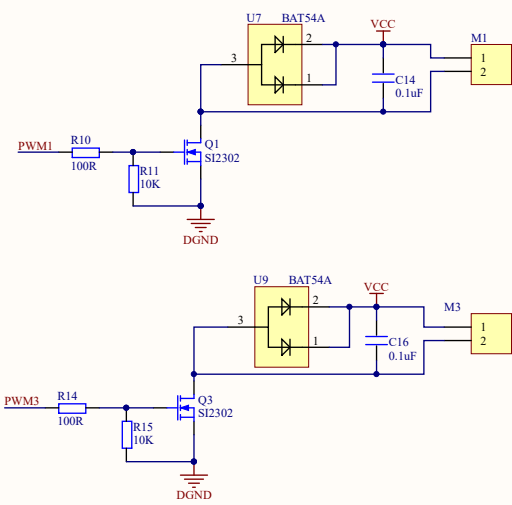 U7 BAT54A
VCC
M1
2
3
1
1
2
C14
0.1uF
PWM1
R10
100R
R11
10K
Q1
SI2302
DGND
U9 BAT54A
VCC
M3
2
3
1
1
2
C16
0.1uF
PWM3
R14
100R
R15
10K
Q3
SI2302
DGND